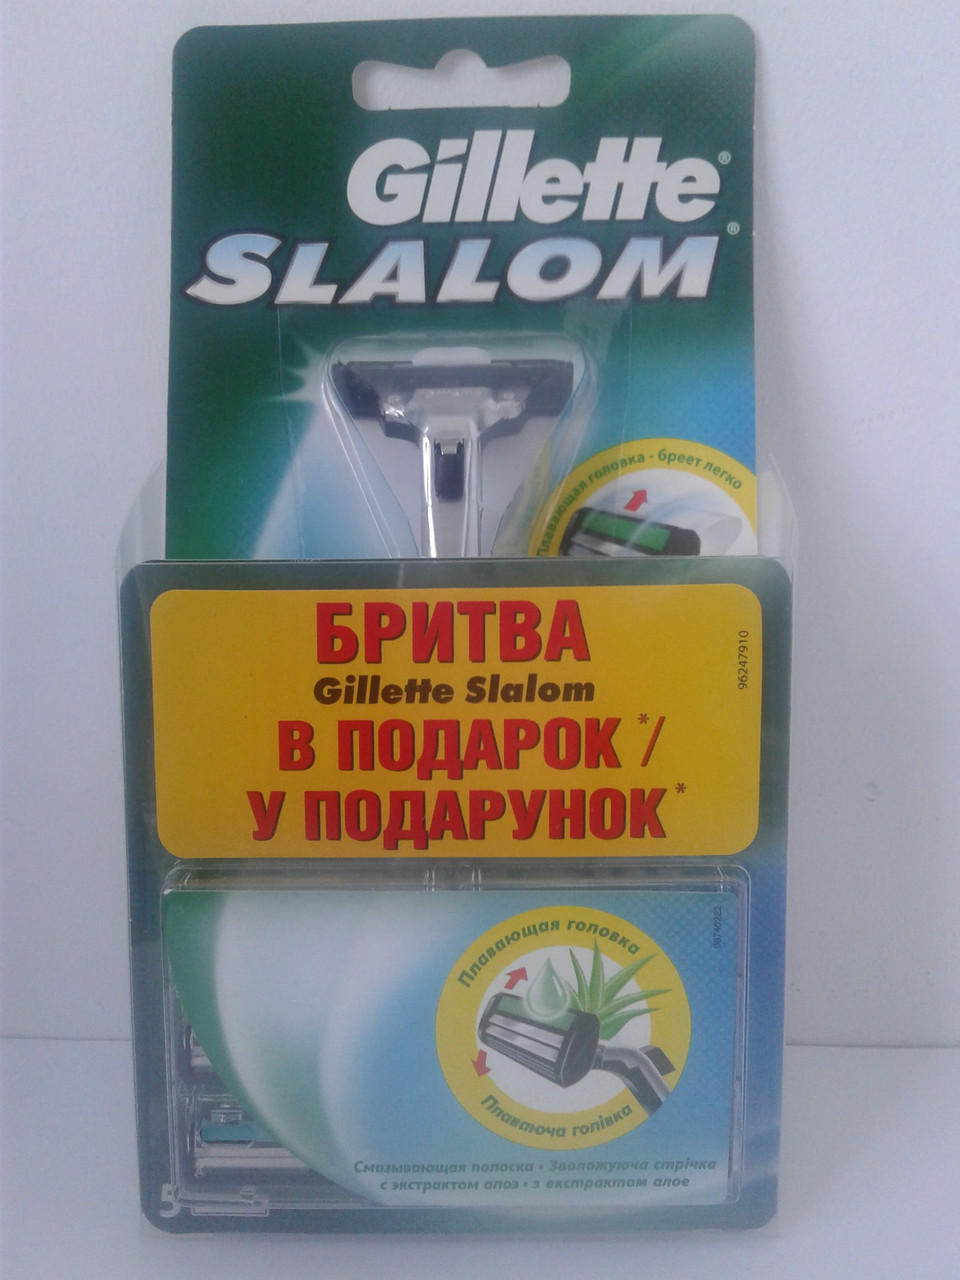 Gillette®
SLALOM®
Плавающая головка - бреет легко
БРИТВА
Gillette Slalom
В ПОДАРОК*/
У ПОДАРУНОК*
96247910
Плавающая головка
Плаваюча голівка
Смазывающая полоска • Зволожуюча стрічка
с экстрактом алоэ • з екстрактом алое